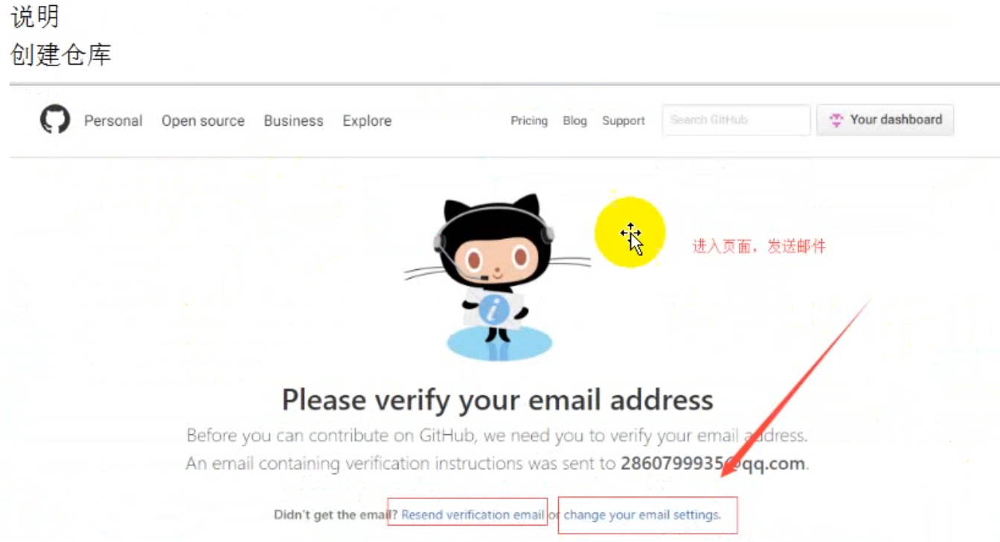 说明
创建仓库
Personal Open source Business Explore Pricing Blog Support Search GitHub Your dashboard
进入页面，发送邮件
i
Please verify your email address
Before you can contribute on GitHub, we need you to verify your email address.
An email containing verification instructions was sent to 2860799935@qq.com.
Didn't get the email? Resend verification email or change your email settings.